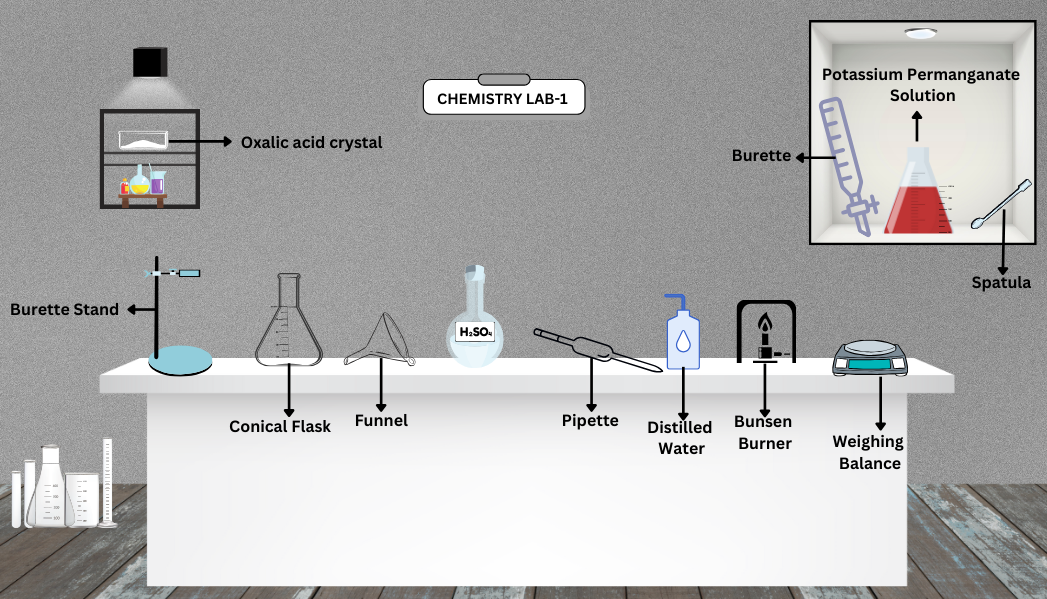 CHEMISTRY LAB-1
Potassium Permanganate
Solution
Oxalic acid crystal
Burette
Spatula
Burette Stand
H₂SO₄
Conical Flask
Funnel
Pipette
Distilled
Water
Bunsen
Burner
Weighing
Balance